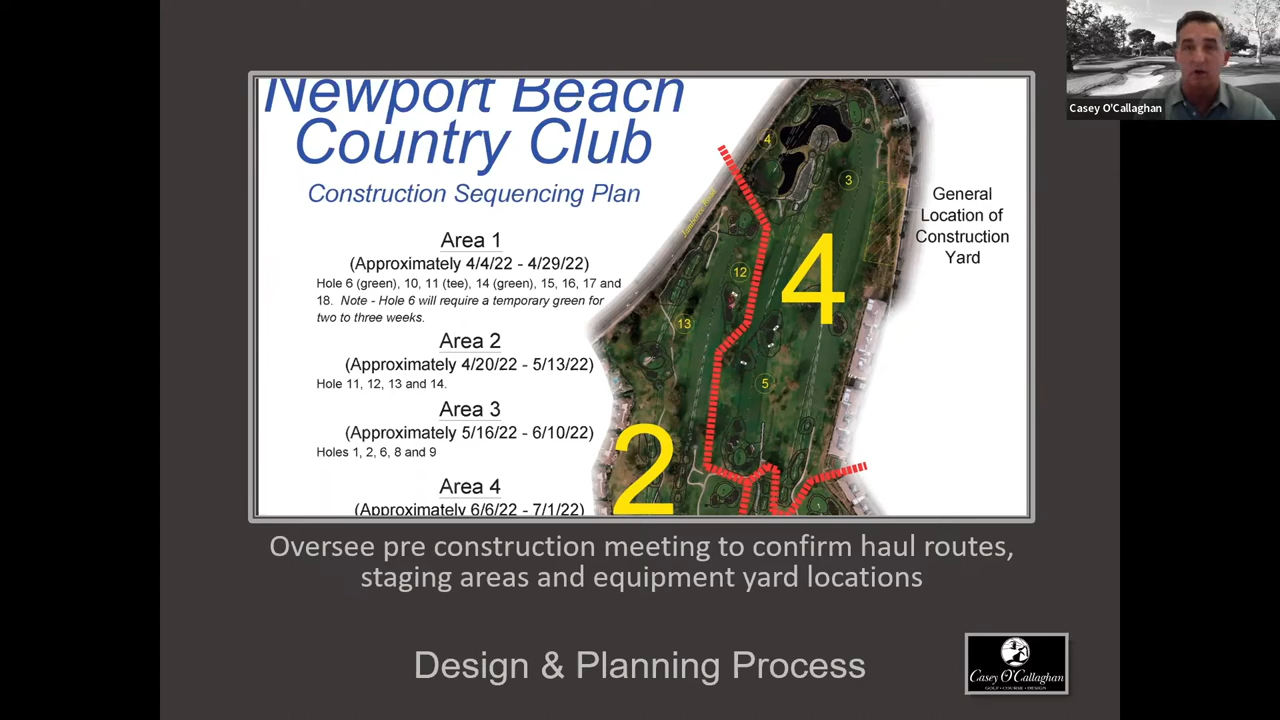 Casey O'Callaghan
Newport Beach
Country Club
Construction Sequencing Plan
Area 1
(Approximately 4/4/22 - 4/29/22)
Hole 6 (green), 10, 11 (tee), 14 (green), 15, 16, 17 and
18. Note - Hole 6 will require a temporary green for
two to three weeks.
Area 2
(Approximately 4/20/22 - 5/13/22)
Hole 11, 12, 13 and 14.
Area 3
(Approximately 5/16/22 - 6/10/22)
Holes 1, 2, 6, 8 and 9
Area 4
(Approximately 6/6/22 - 7/1/22)
4
3
Jamboree Road
12
4
13
5
2
1
General
Location of
Construction
Yard
Oversee pre construction meeting to confirm haul routes,
staging areas and equipment yard locations
Design & Planning Process
Casey O'Callaghan
GOLF • COURSE • DESIGN